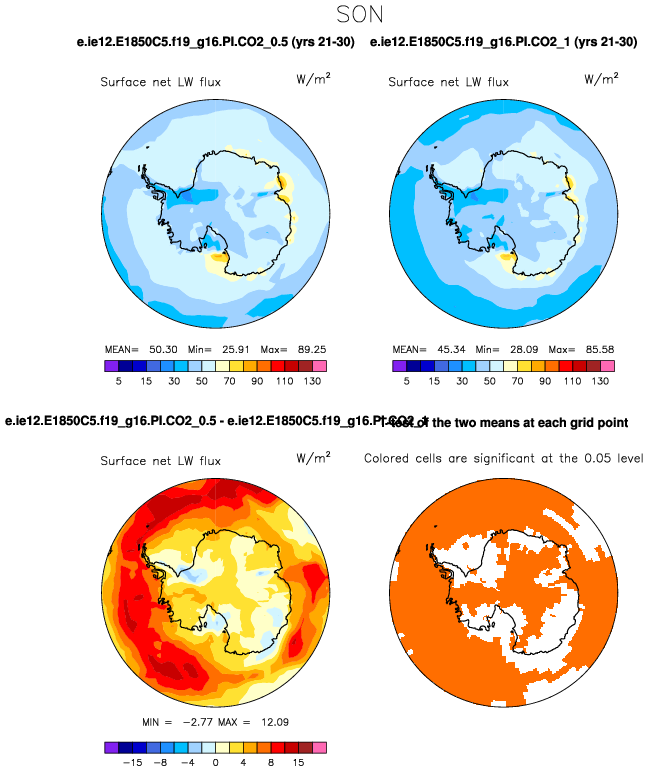 SON
e.ie12.E1850C5.f19_g16.PI.CO2_0.5 (yrs 21-30)
e.ie12.E1850C5.f19_g16.PI.CO2_1 (yrs 21-30)
Surface net LW flux W/m²
Surface net LW flux W/m²
MEAN= 50.30 Min= 25.91 Max= 89.25
5 15 30 50 70 90 110 130
MEAN= 45.34 Min= 28.09 Max= 85.58
5 15 30 50 70 90 110 130
e.ie12.E1850C5.f19_g16.PI.CO2_0.5 - e.ie12.E1850C5.f19_g16.PI.CO2_1
T-test of the two means at each grid point
Surface net LW flux W/m²
Colored cells are significant at the 0.05 level
MIN = -2.77 MAX = 12.09
-15 -8 -4 0 4 8 15